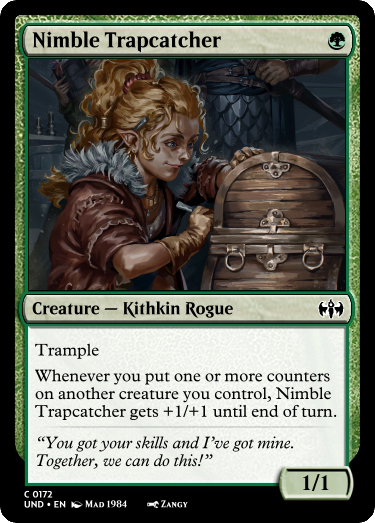 Nimble Trapcatcher
Creature — Kithkin Rogue
Trample
Whenever you put one or more counters
on another creature you control, Nimble
Trapcatcher gets +1/+1 until end of turn.
“You got your skills and I’ve got mine.
Together, we can do this!”
1/1
C 0172
UND • EN Mad 1984 Zangy